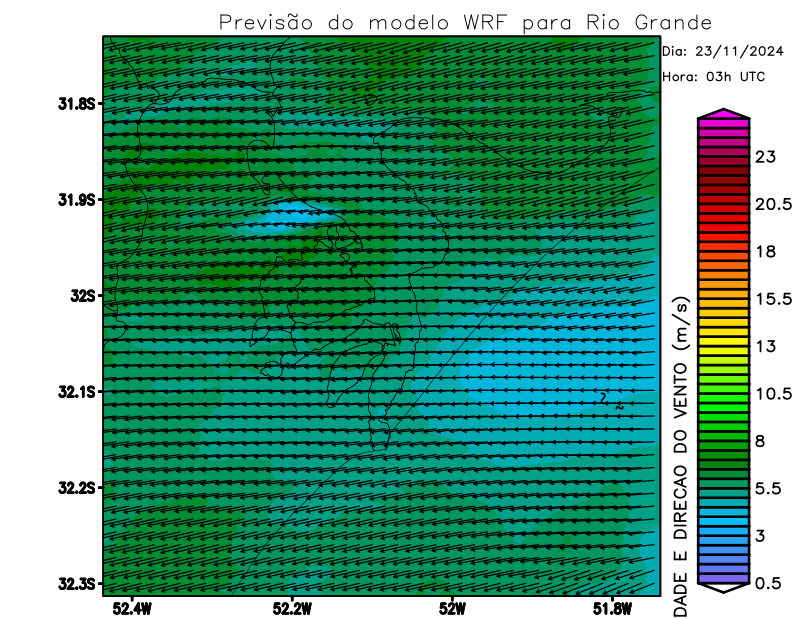 Previsão do modelo WRF para Rio Grande
Dia: 23/11/2024
Hora: 03h UTC
31.8S
31.9S
32S
32.1S
32.2S
32.3S
52.4W
52.2W
52W
51.8W
23
20.5
18
15.5
13
10.5
8
5.5
3
0.5
DADE E DIRECAO DO VENTO (m/s)